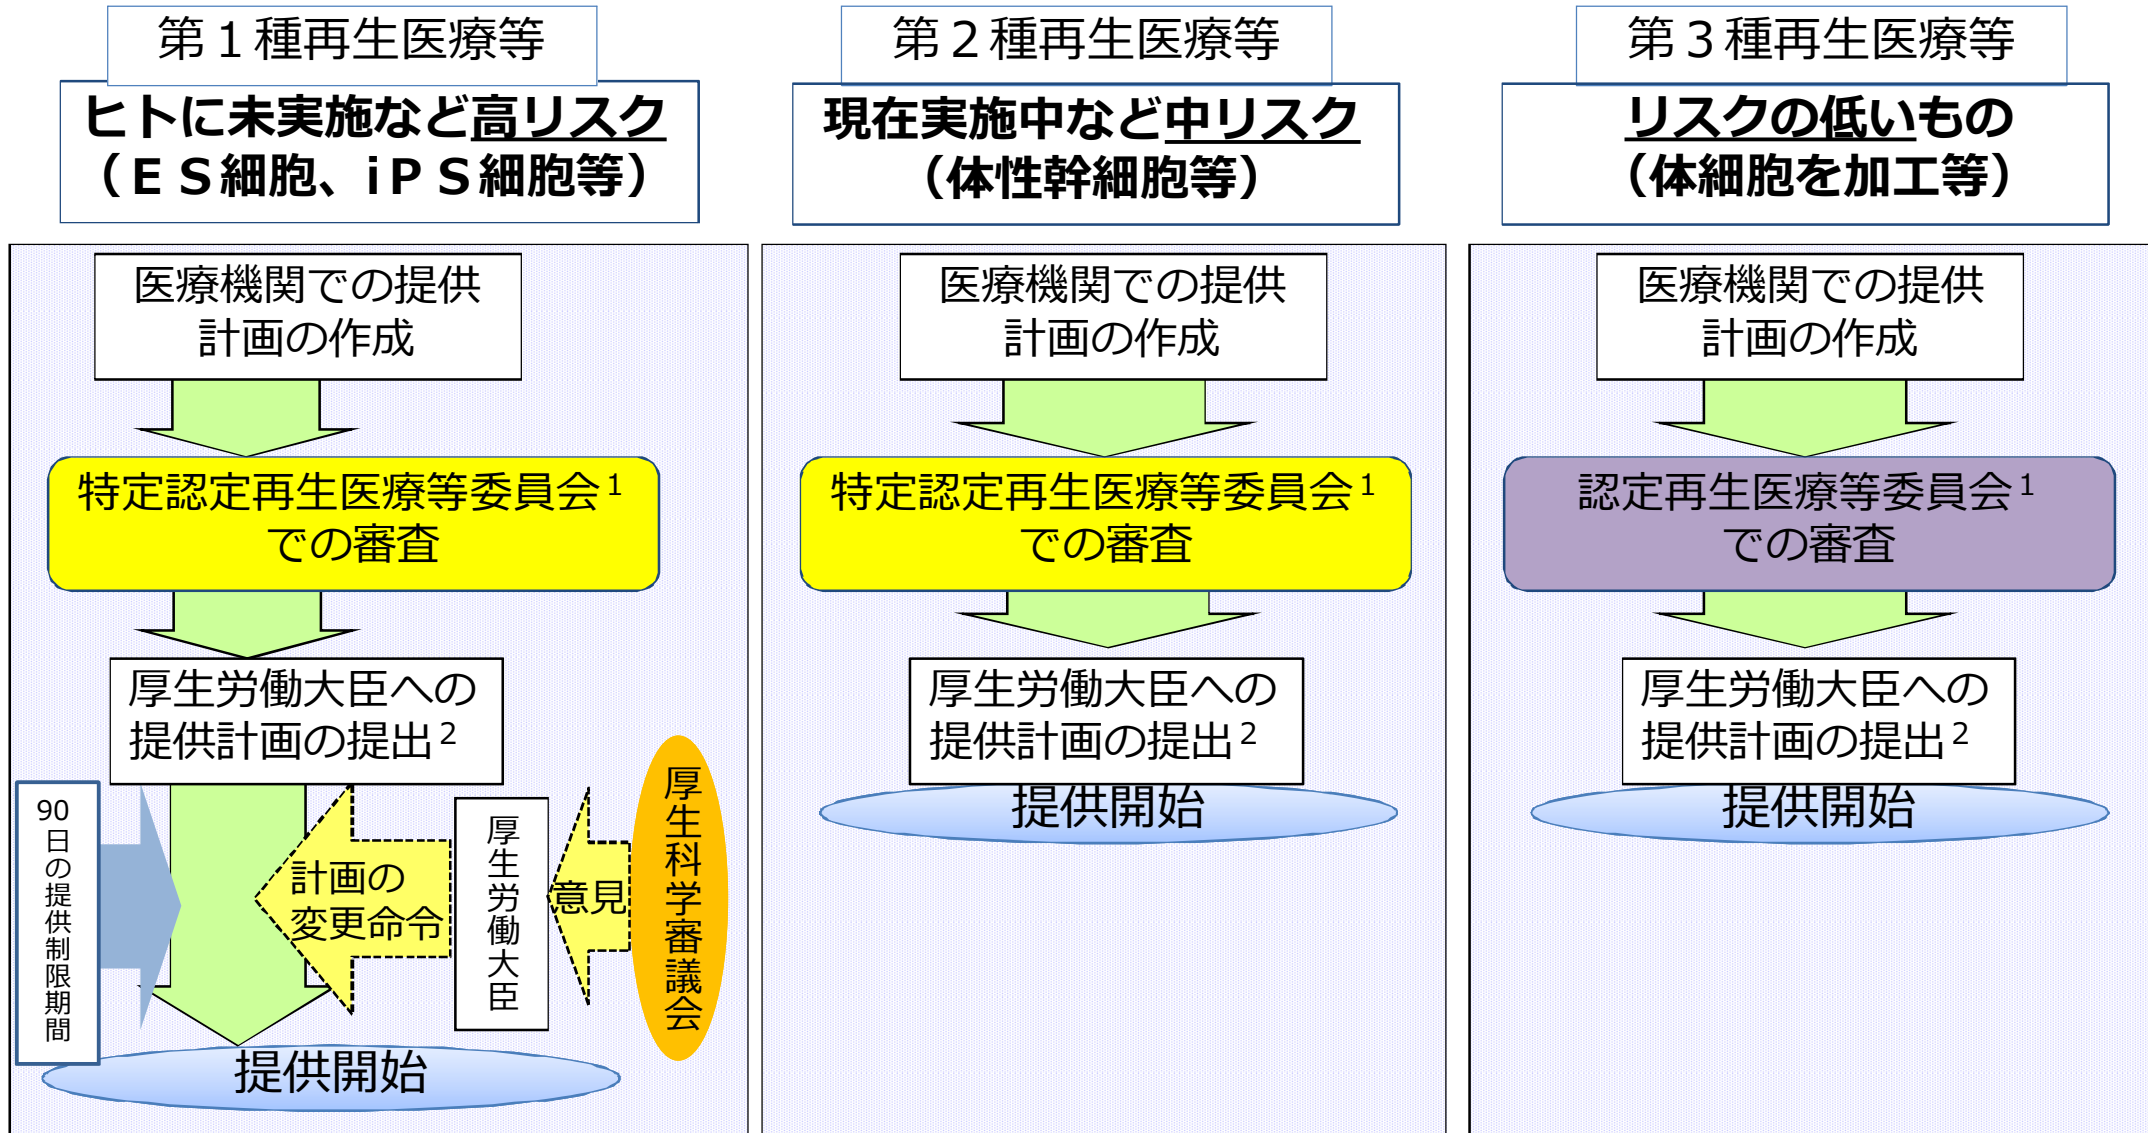 第1種再生医療等
ヒトに未実施など高リスク
（ES細胞、iPS細胞等）
医療機関での提供
計画の作成
特定認定再生医療等委員会1
での審査
厚生労働大臣への
提供計画の提出2
90日の提供制限期間
計画の
変更命令
厚生労働大臣
意見
厚生科学審議会
提供開始
第2種再生医療等
現在実施中など中リスク
（体性幹細胞等）
医療機関での提供
計画の作成
特定認定再生医療等委員会1
での審査
厚生労働大臣への
提供計画の提出2
提供開始
第3種再生医療等
リスクの低いもの
（体細胞を加工等）
医療機関での提供
計画の作成
認定再生医療等委員会1
での審査
厚生労働大臣への
提供計画の提出2
提供開始